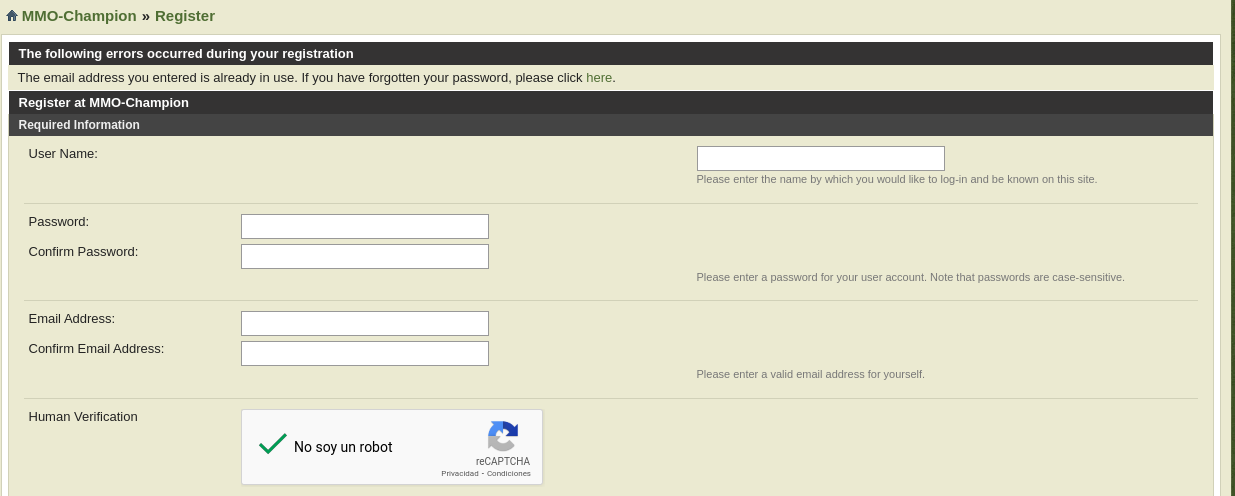 MMO-Champion » Register
The following errors occurred during your registration
The email address you entered is already in use. If you have forgotten your password, please click here.
Register at MMO-Champion
Required Information
User Name:
Please enter the name by which you would like to log-in and be known on this site.
Password:
Confirm Password:
Please enter a password for your user account. Note that passwords are case-sensitive.
Email Address:
Confirm Email Address:
Please enter a valid email address for yourself.
Human Verification
No soy un robot
reCAPTCHA
Privacidad - Condiciones